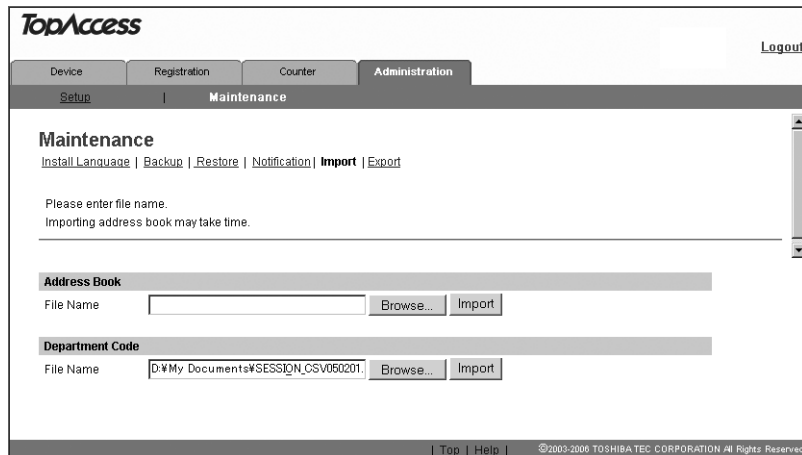 TopAccess
Logout
Device Registration Counter Administration
Setup | Maintenance
Maintenance
Install Language | Backup | Restore | Notification | Import | Export
Please enter file name.
Importing address book may take time.
Address Book
File Name Browse... Import
Department Code
File Name D:¥My Documents¥SESSION_CSV050201. Browse... Import
| Top | Help | ©2003-2006 TOSHIBA TEC CORPORATION All Rights Reserved